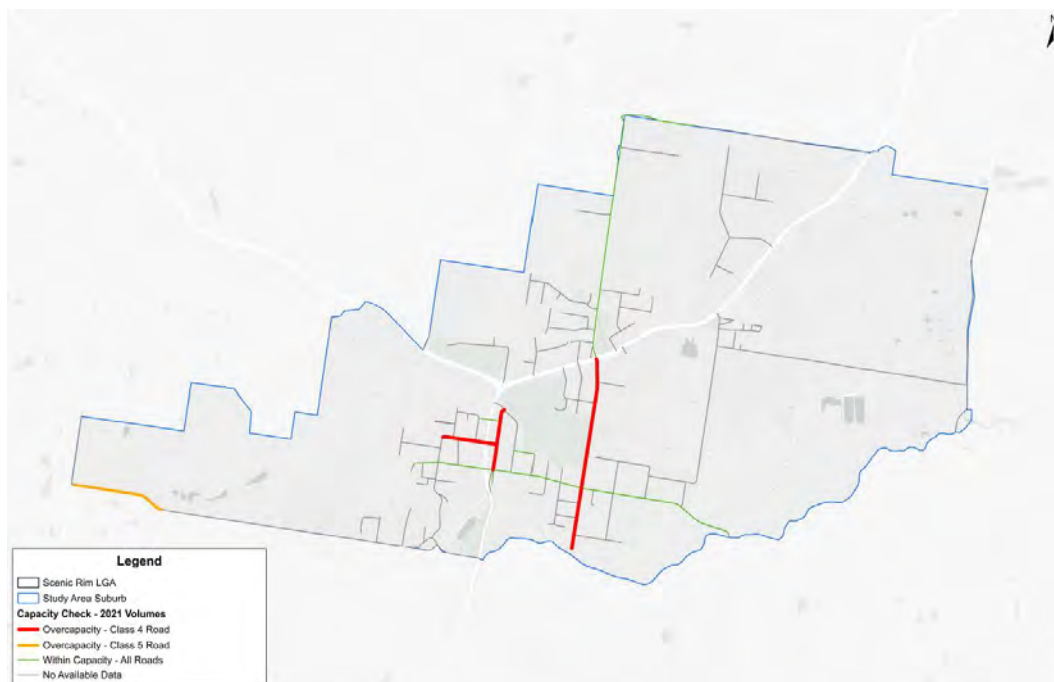 N
Legend
Scenic Rim LGA
Study Area Suburb
Capacity Check - 2021 Volumes
Overcapacity - Class 4 Road
Overcapacity - Class 5 Road
Within Capacity - All Roads
No Available Data